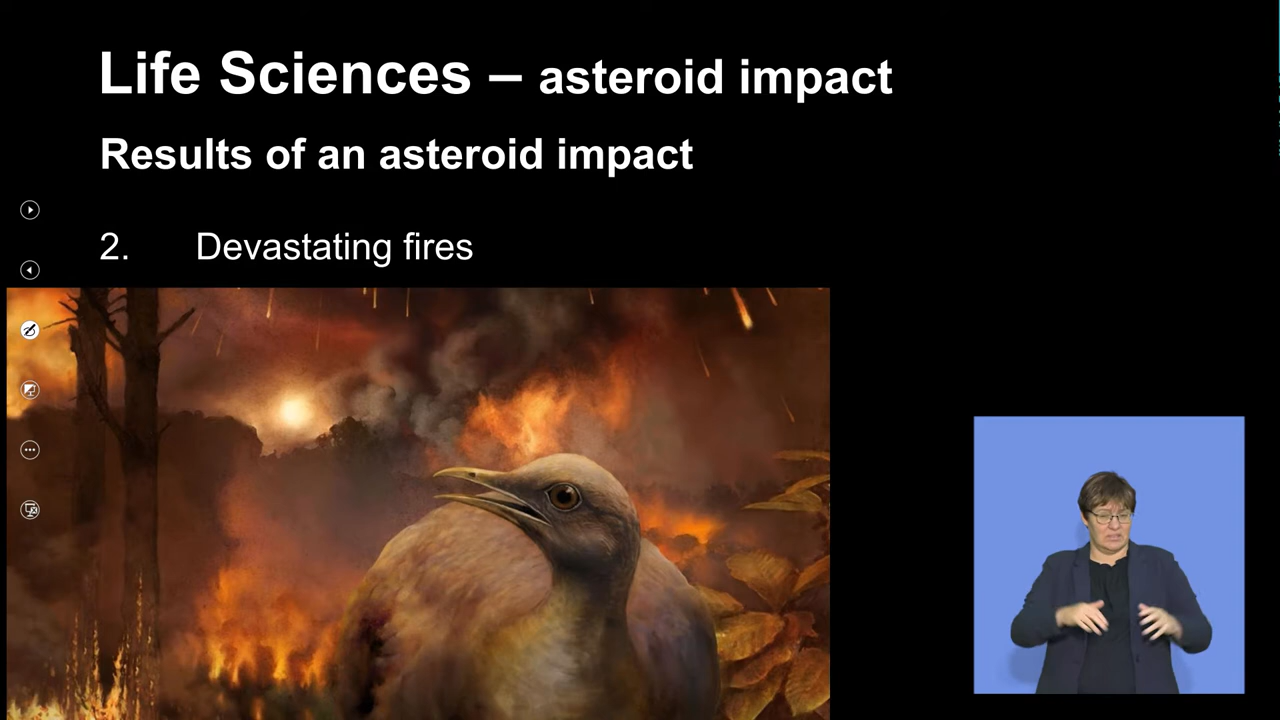 Life Sciences – asteroid impact
Results of an asteroid impact
2. Devastating fires